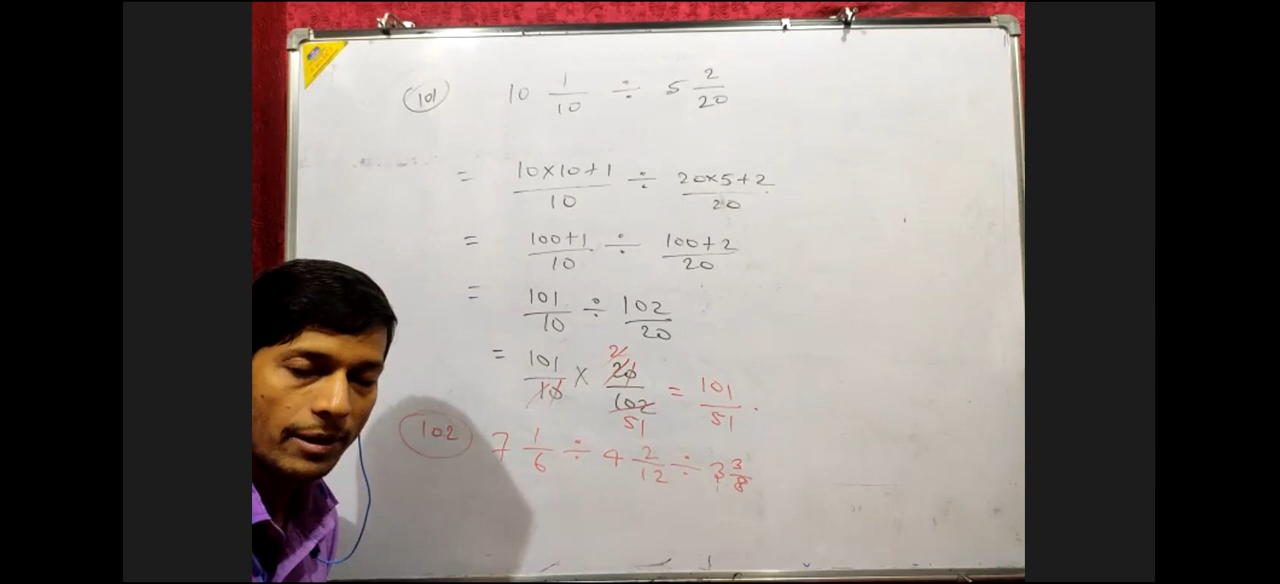 101 10 1/10 ÷ 5 2/20
= 10×10+1/10 ÷ 20×5+2/20
= 100+1/10 ÷ 100+2/20
= 101/10 ÷ 102/20
= 101/10 × 2 20/102 51 = 101/51.
102 7 1/6 ÷ 4 2/12 ÷ 3 3/8